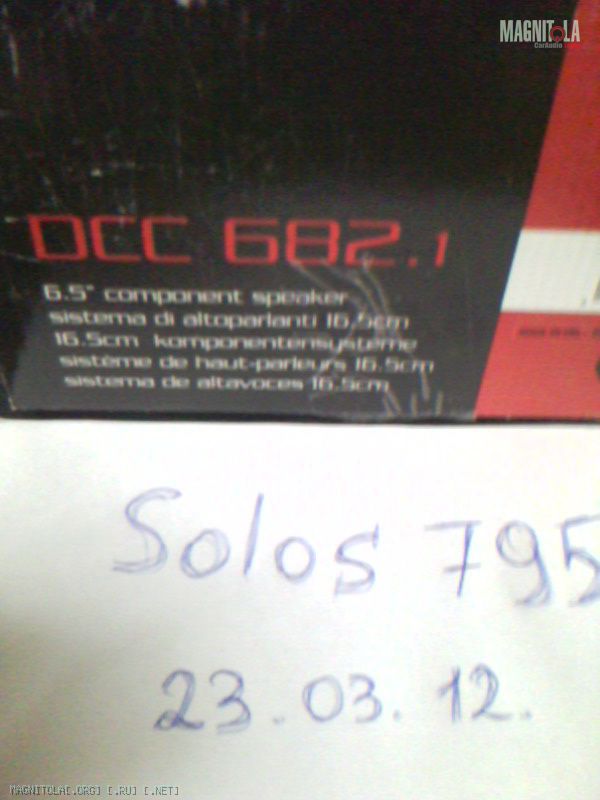 MAGNITOLA
CarAudio
DCC 682.1
6.5" component speaker
sistema di altoparlanti 16.5cm
16.5cm komponentensysteme
système de haut-parleurs 16.5cm
sistema de altavoces 16.5cm
Solos 795
23.03.12.
MAGNITOLA[.ORG] [.RU] [.NET]